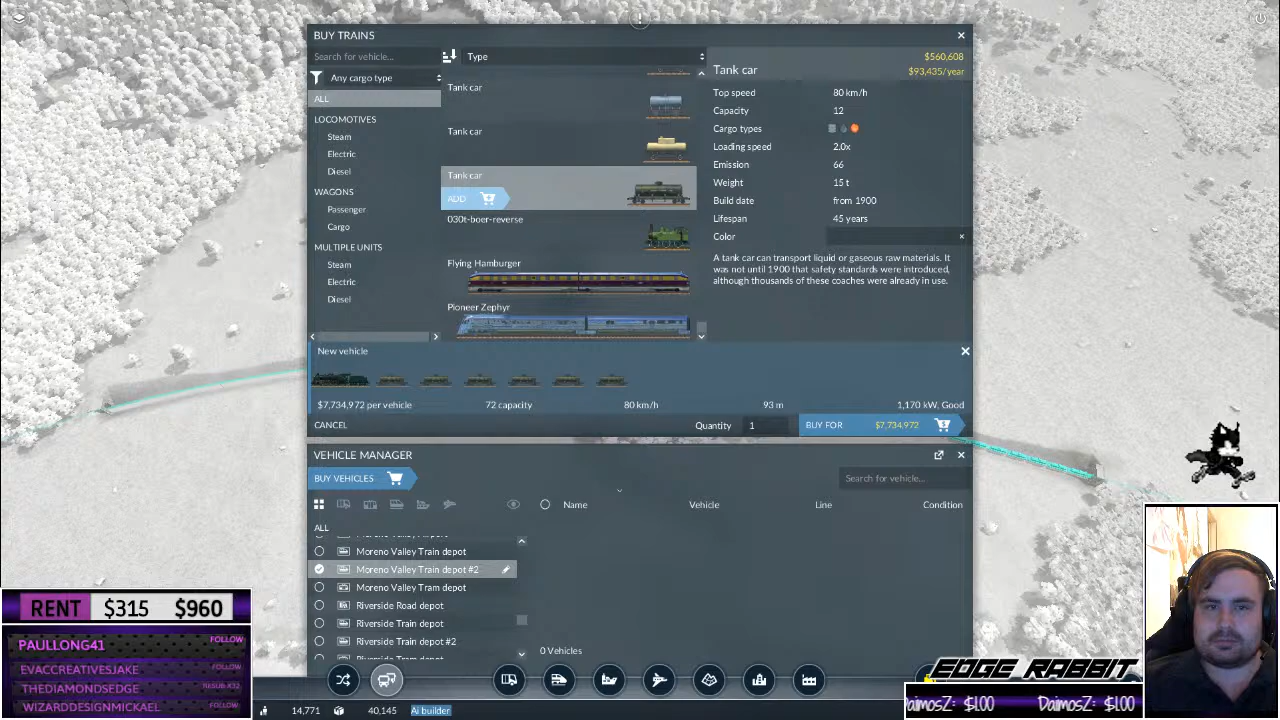 BUY TRAINS
Search for vehicle...
Type
$560,608
Any cargo type
Tank car
$93,435/year
Tank car
ALL
LOCOMOTIVES
Steam
Electric
Diesel
WAGONS
Passenger
Cargo
MULTIPLE UNITS
Steam
Electric
Diesel
Tank car
Tank car
ADD
030t-boer-reverse
Flying Hamburger
Pioneer Zephyr
Top speed 80 km/h
Capacity 12
Cargo types
Loading speed 2.0x
Emission 66
Weight 15 t
Build date from 1900
Lifespan 45 years
Color
A tank car can transport liquid or gaseous raw materials. It
was not until 1900 that safety standards were introduced,
although thousands of these coaches were already in use.
New vehicle
$7,734,972 per vehicle 72 capacity 80 km/h 93 m 1,170 kW, Good
CANCEL Quantity 1 BUY FOR $7,734,972
VEHICLE MANAGER
BUY VEHICLES
Search for vehicle...
Name Vehicle Line Condition
ALL
Moreno Valley Train depot
Moreno Valley Train depot #2
Moreno Valley Tram depot
Riverside Road depot
Riverside Train depot
Riverside Train depot #2
0 Vehicles
RENT $315 $960
PAULLONG41 FOLLOW
EVACCREATIVESJAKE FOLLOW
THEDIAMONDSEDGE RESUB X32
WIZARDDESIGNMICKAEL FOLLOW
14,771 40,145 AI builder
EDGE RABBIT
DaimosZ: $1.00 DaimosZ: $1.00